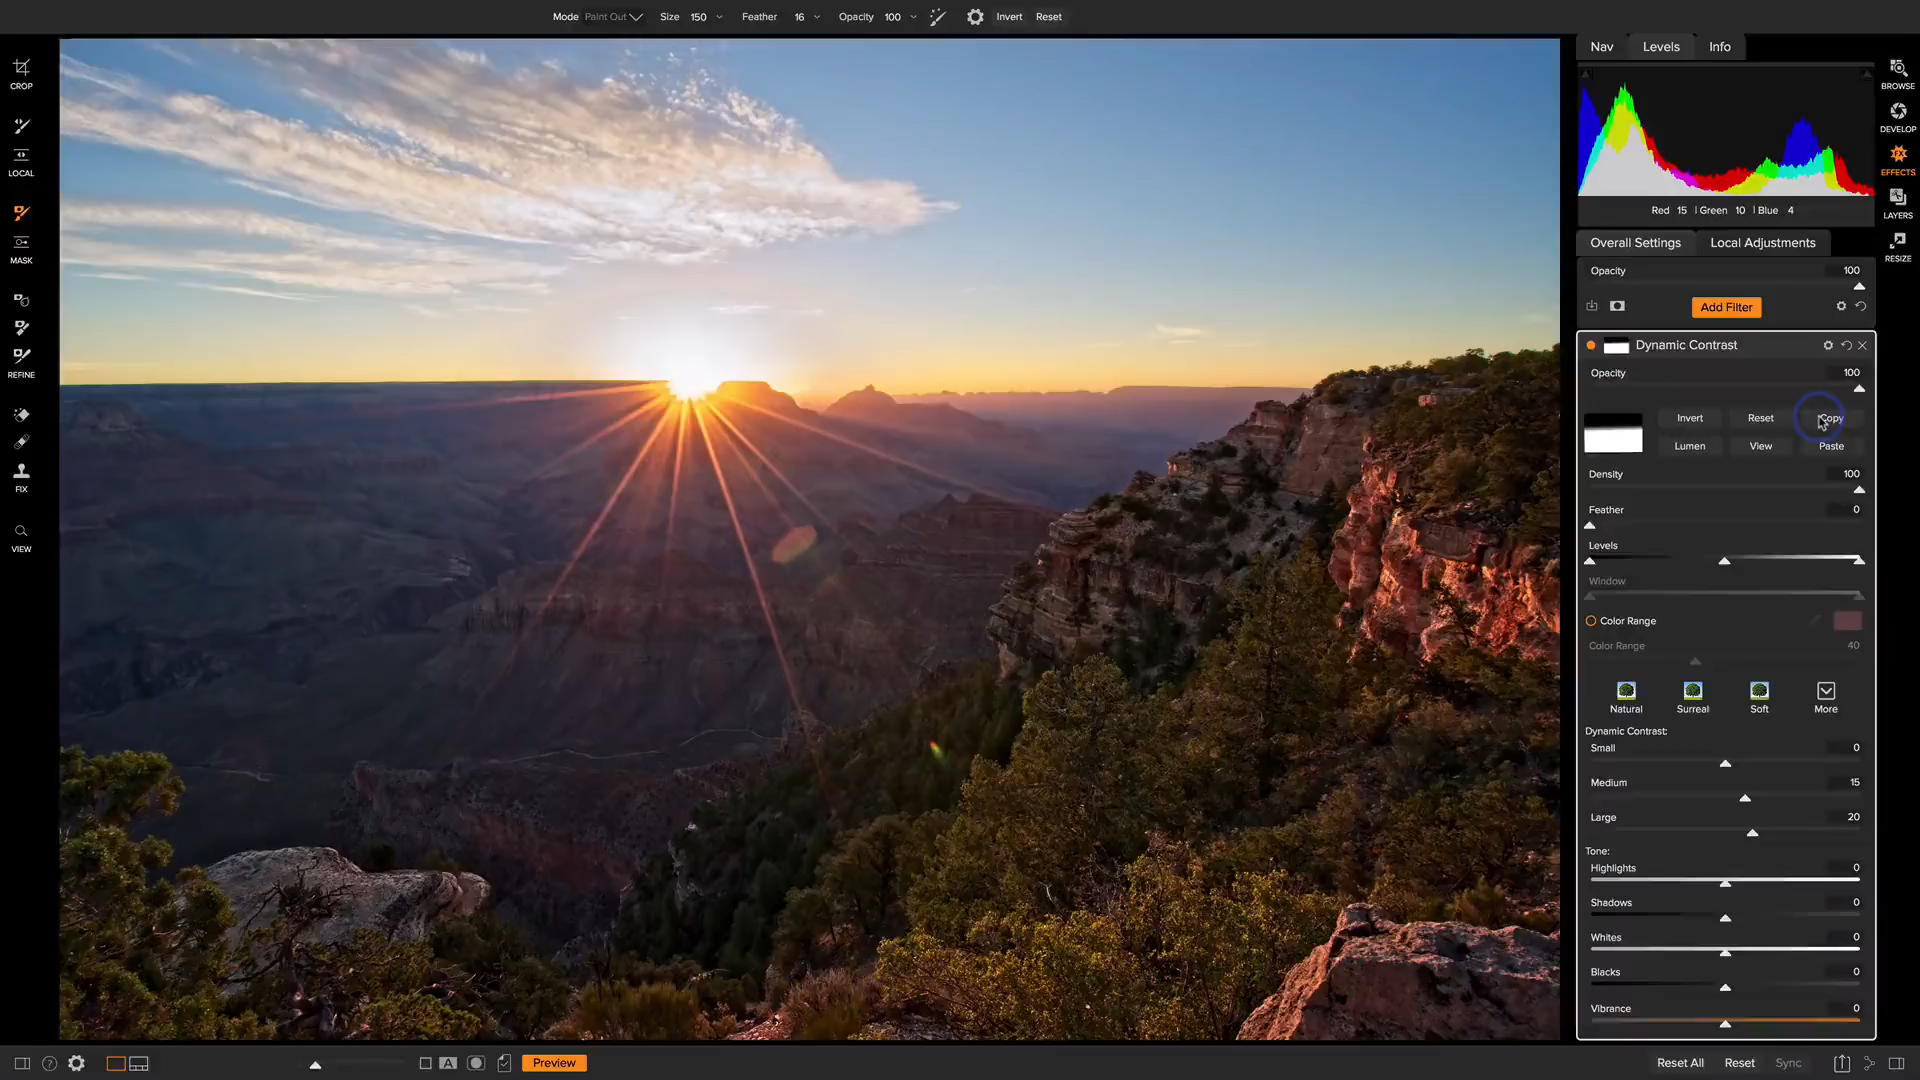 Mode Paint Out Size 150 Feather 16 Opacity 100 Invert Reset
CROP
LOCAL
MASK
REFINE
FIX
VIEW
Nav Levels Info
Red 15 | Green 10 | Blue 4
BROWSE
DEVELOP
FX
EFFECTS
LAYERS
RESIZE
Overall Settings Local Adjustments
Opacity 100
Add Filter
Dynamic Contrast
Opacity 100
Invert Reset Copy
Lumen View Paste
Density 100
Feather 0
Levels
Window
Color Range
Color Range 40
Natural Surreal Soft More
Dynamic Contrast:
Small 0
Medium 15
Large 20
Tone:
Highlights 0
Shadows 0
Whites 0
Blacks 0
Vibrance 0
? A Preview Reset All Reset Sync